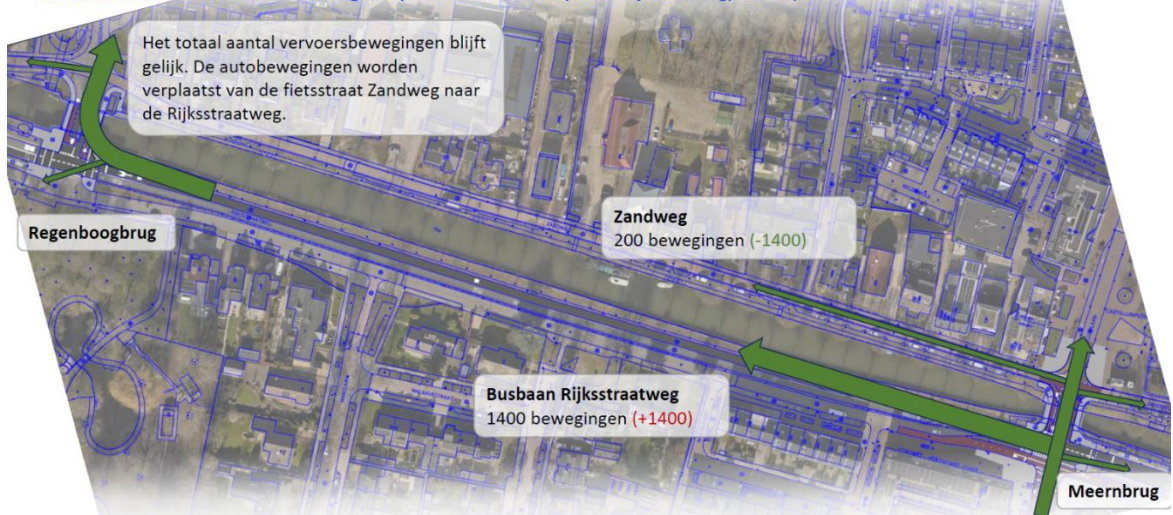 Het totaal aantal vervoersbewegingen blijft
gelijk. De autobewegingen worden
verplaatst van de fietsstraat Zandweg naar
de Rijksstraatweg.
Regenboogbrug
Zandweg
200 bewegingen (-1400)
Busbaan Rijksstraatweg
1400 bewegingen (+1400)
Meernbrug